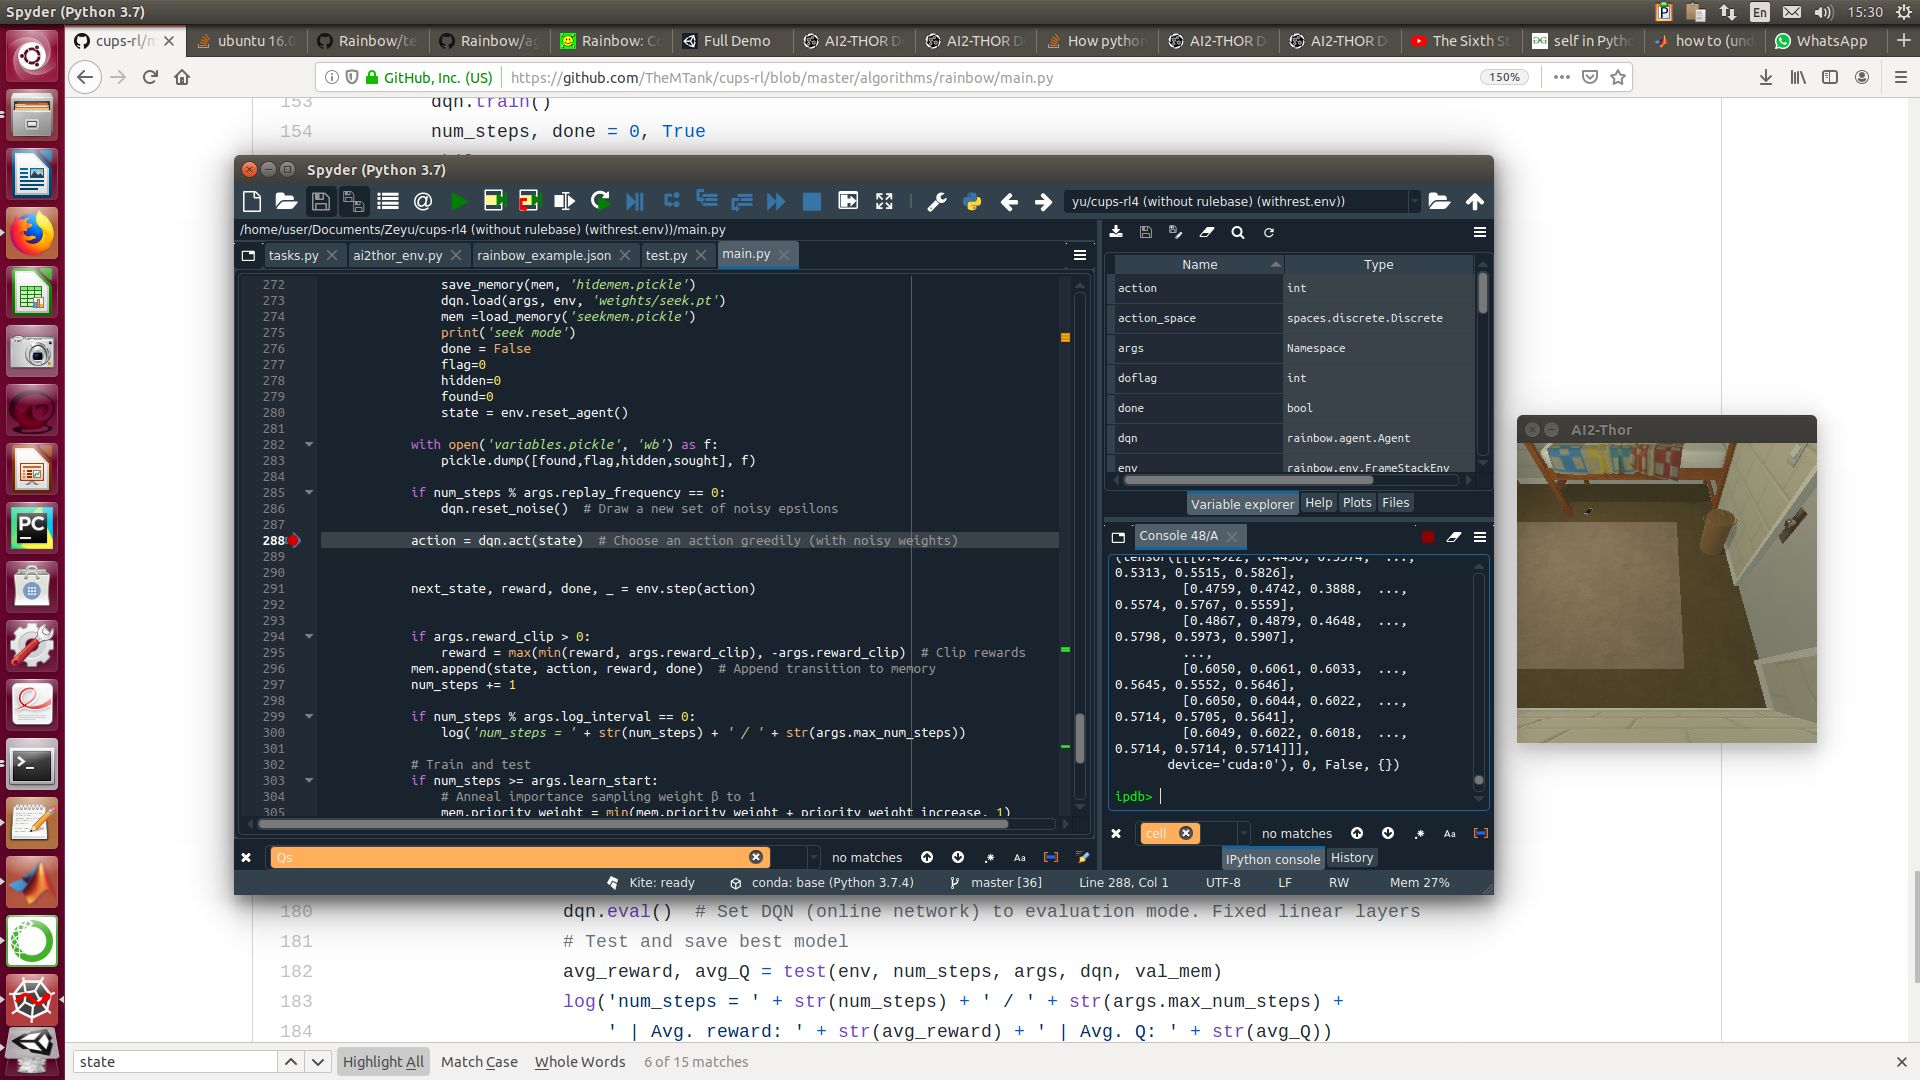 Spyder (Python 3.7)
En
15:30
cups-rl/m
ubuntu 16.0
Rainbow/te
Rainbow/ag
Rainbow: Co
Full Demo
AI2-THOR D
AI2-THOR D
How python
AI2-THOR D
AI2-THOR D
The Sixth S
self in Pyth
how to (un
WhatsApp
GitHub, Inc. (US)
https://github.com/TheMTank/cups-rl/blob/master/algorithms/rainbow/main.py
150%
153 dqn.train()
154 num_steps, done = 0, True
Spyder (Python 3.7)
yu/cups-rl4 (without rulebase) (withrest.env))
/home/user/Documents/Zeyu/cups-rl4 (without rulebase) (withrest.env))/main.py
tasks.py
ai2thor_env.py
rainbow_example.json
test.py
main.py
272 save_memory(mem, 'hidemem.pickle')
273 dqn.load(args, env, 'weights/seek.pt')
274 mem =load_memory('seekmem.pickle')
275 print('seek mode')
276 done = False
277 flag=0
278 hidden=0
279 found=0
280 state = env.reset_agent()
281
282 with open('variables.pickle', 'wb') as f:
283 pickle.dump([found,flag,hidden,sought], f)
284
285 if num_steps % args.replay_frequency == 0:
286 dqn.reset_noise()  # Draw a new set of noisy epsilons
287
288 action = dqn.act(state)  # Choose an action greedily (with noisy weights)
289
290
291 next_state, reward, done, _ = env.step(action)
292
293
294 if args.reward_clip > 0:
295 reward = max(min(reward, args.reward_clip), -args.reward_clip)  # Clip rewards
296 mem.append(state, action, reward, done)  # Append transition to memory
297 num_steps += 1
298
299 if num_steps % args.log_interval == 0:
300 log('num_steps = ' + str(num_steps) + ' / ' + str(args.max_num_steps))
301
302 # Train and test
303 if num_steps >= args.learn_start:
304 # Anneal importance sampling weight β to 1
305 mem.priority_weight = min(mem.priority_weight + priority_weight_increase, 1)
Qs
no matches
Name Type
action int
action_space spaces.discrete.Discrete
args Namespace
doflag int
done bool
dqn rainbow.agent.Agent
env rainbow.env.FrameStackEnv
Variable explorer
Help
Plots
Files
Console 48/A
(tensor([[[0.4922, 0.4450, 0.5574,  ...,
0.5313, 0.5515, 0.5826],
[0.4759, 0.4742, 0.3888,  ...,
0.5574, 0.5767, 0.5559],
[0.4867, 0.4879, 0.4648,  ...,
0.5798, 0.5973, 0.5907],
...,
[0.6050, 0.6061, 0.6033,  ...,
0.5645, 0.5552, 0.5646],
[0.6050, 0.6044, 0.6022,  ...,
0.5714, 0.5705, 0.5641],
[0.6049, 0.6022, 0.6018,  ...,
0.5714, 0.5714, 0.5714]]],
device='cuda:0'), 0, False, {})
ipdb>
cell
no matches
Aa
IPython console
History
Kite: ready
conda: base (Python 3.7.4)
master [36]
Line 288, Col 1
UTF-8
LF
RW
Mem 27%
AI2-Thor
180 dqn.eval()  # Set DQN (online network) to evaluation mode. Fixed linear layers
181 # Test and save best model
182 avg_reward, avg_Q = test(env, num_steps, args, dqn, val_mem)
183 log('num_steps = ' + str(num_steps) + ' / ' + str(args.max_num_steps) +
184 ' | Avg. reward: ' + str(avg_reward) + ' | Avg. Q: ' + str(avg_Q))
state
Highlight All
Match Case
Whole Words
6 of 15 matches